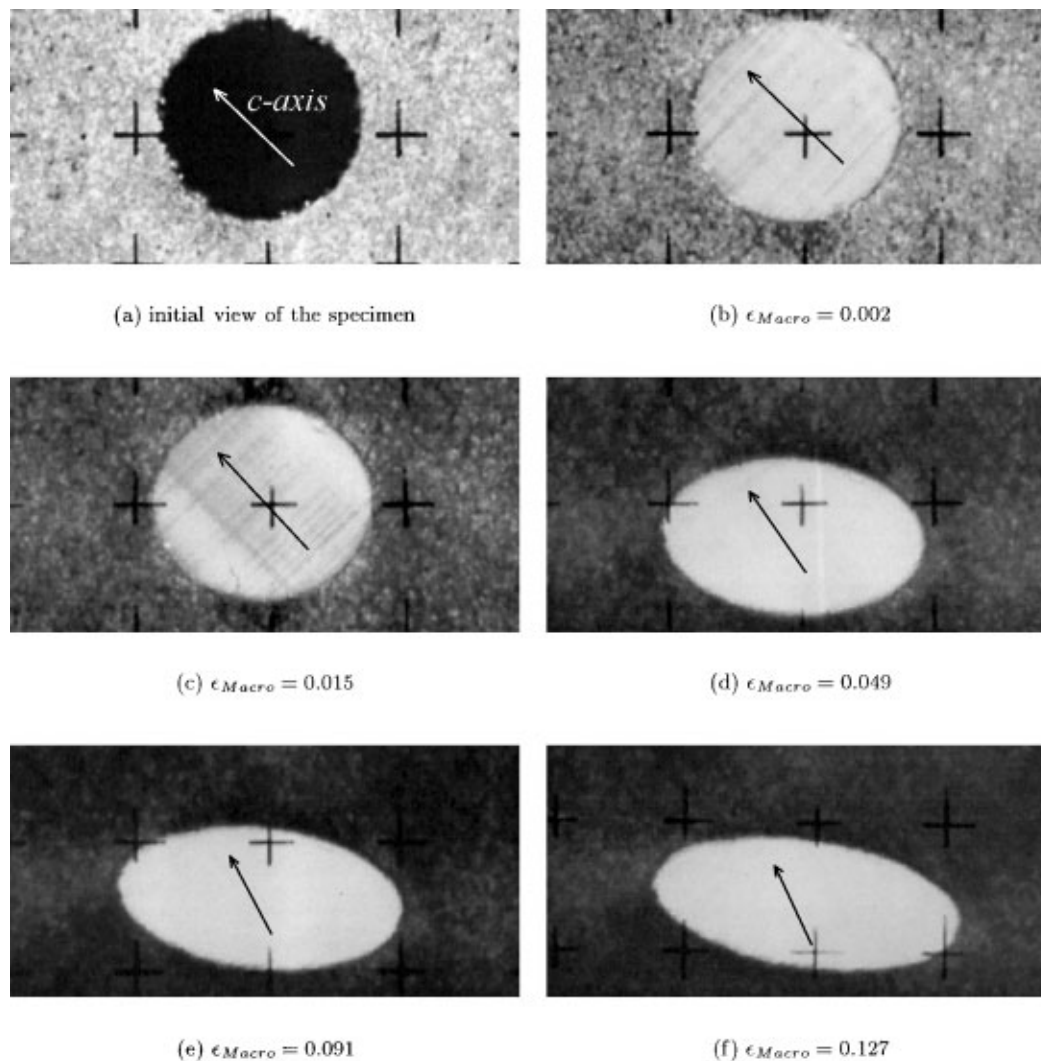 c-axis
(a) initial view of the specimen
(b) ϵMacro = 0.002
(c) ϵMacro = 0.015
(d) ϵMacro = 0.049
(e) ϵMacro = 0.091
(f) ϵMacro = 0.127